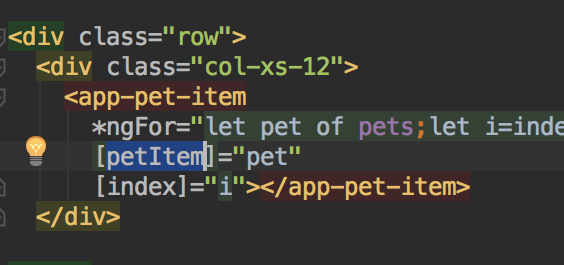 <div class="row">
<div class="col-xs-12">
<app-pet-item
*ngFor="let pet of pets;let i=inde
[petItem]="pet"
[index]="i"></app-pet-item>
</div>